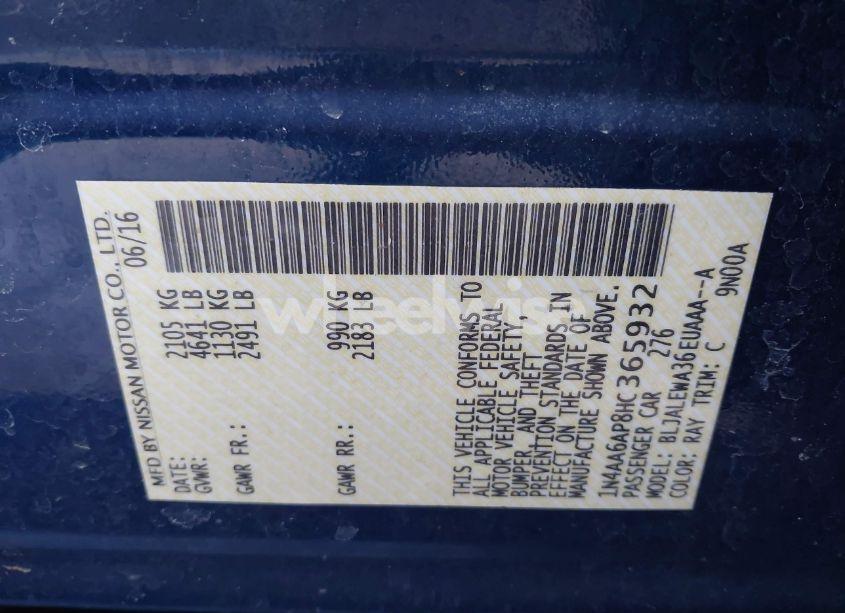 MFD BY NISSAN MOTOR CO., LTD.
DATE: 06/16
GVWR: 2105 KG
4641 LB
GAWR FR.: 1130 KG
2491 LB
GAWR RR.: 990 KG
2183 LB
THIS VEHICLE CONFORMS TO
ALL APPLICABLE FEDERAL
MOTOR VEHICLE SAFETY,
BUMPER, AND THEFT
PREVENTION STANDARDS IN
EFFECT ON THE DATE OF
MANUFACTURE SHOWN ABOVE.
1N4AA6AP8HC365932
PASSENGER CAR 276
MODEL: BLJALEWA36EUAAA--A
COLOR: RAY TRIM: C 9N00A
wheelwise